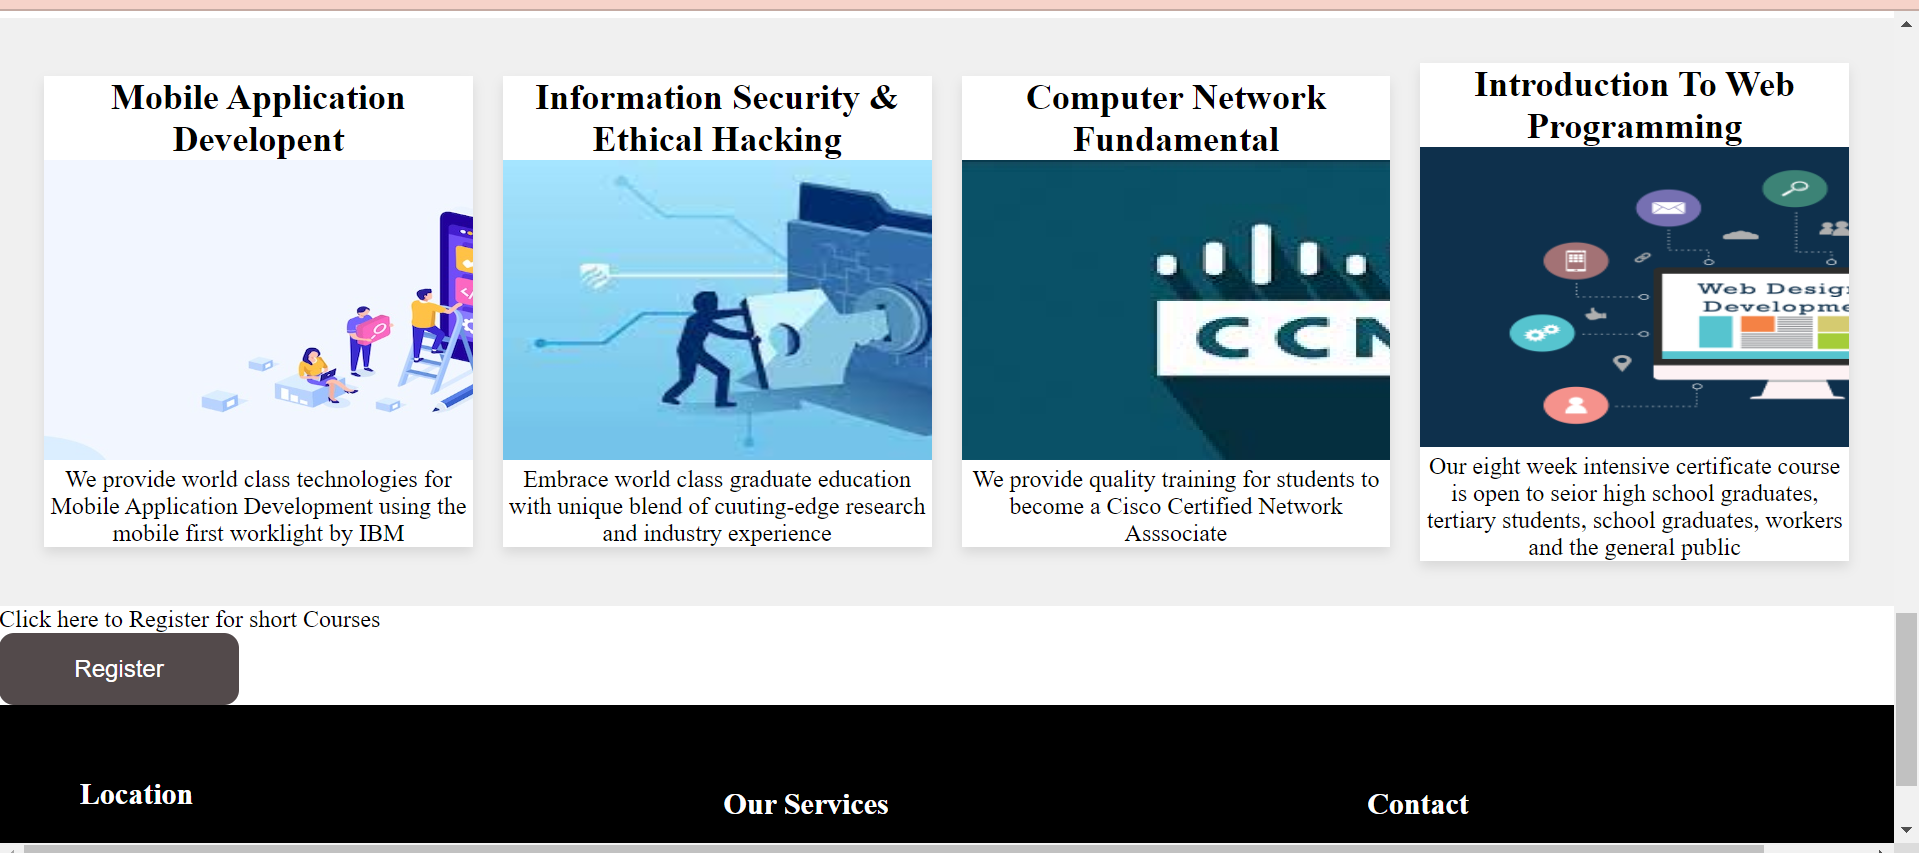 Mobile Application
Developent
Information Security &
Ethical Hacking
Computer Network
Fundamental
Introduction To Web
Programming
CCN
Web Design
Developme
We provide world class technologies for
Mobile Application Development using the
mobile first worklight by IBM
Embrace world class graduate education
with unique blend of cuuting-edge research
and industry experience
We provide quality training for students to
become a Cisco Certified Network
Asssociate
Our eight week intensive certificate course
is open to seior high school graduates,
tertiary students, school graduates, workers
and the general public
Click here to Register for short Courses
Register
Location
Our Services
Contact